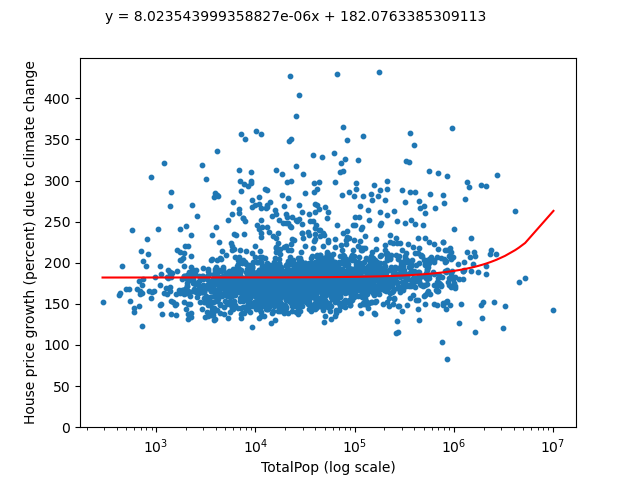 y = 8.023543999358827e-06x + 182.0763385309113
House price growth (percent) due to climate change
400
350
300
250
200
150
100
50
0
10³ 10⁴ 10⁵ 10⁶ 10⁷
TotalPop (log scale)